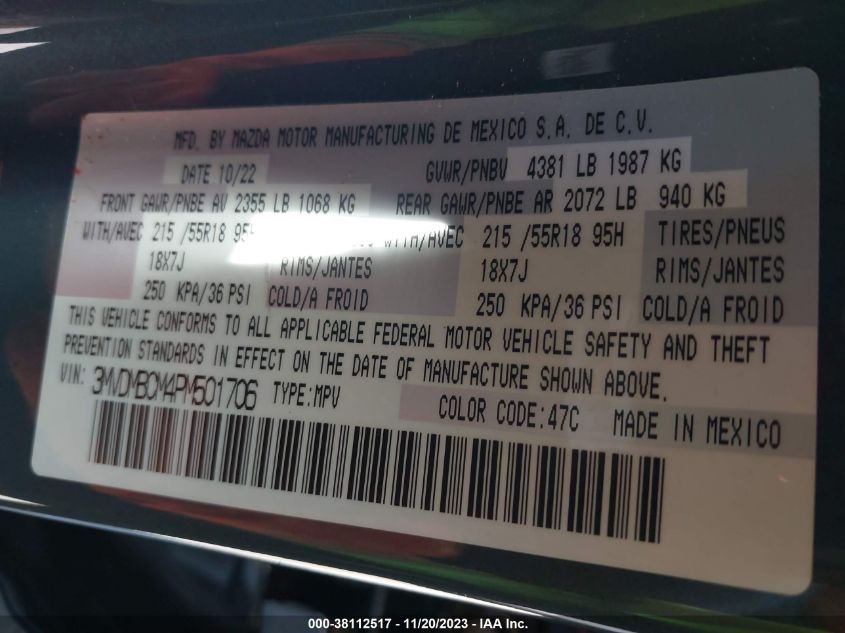 MFD. BY MAZDA MOTOR MANUFACTURING DE MEXICO S.A. DE C.V.
DATE 10/22 GVWR/PNBV 4381 LB 1987 KG
FRONT GAWR/PNBE AV 2355 LB 1068 KG REAR GAWR/PNBE AR 2072 LB 940 KG
WITH/AVEC 215 /55R18 WITH/AVEC 215 /55R18 95H TIRES/PNEUS
18X7J RIMS/JANTES 18X7J RIMS/JANTES
250 KPA/36 PSI COLD/A FROID 250 KPA/36 PSI COLD/A FROID
THIS VEHICLE CONFORMS TO ALL APPLICABLE FEDERAL MOTOR VEHICLE SAFETY AND THEFT
PREVENTION STANDARDS IN EFFECT ON THE DATE OF MANUFACTURE SHOWN ABOVE.
VIN: 3MVDMBCM4PM501706 TYPE:MPV COLOR CODE:47C MADE IN MEXICO
000-38112517 - 11/20/2023 - IAA Inc.